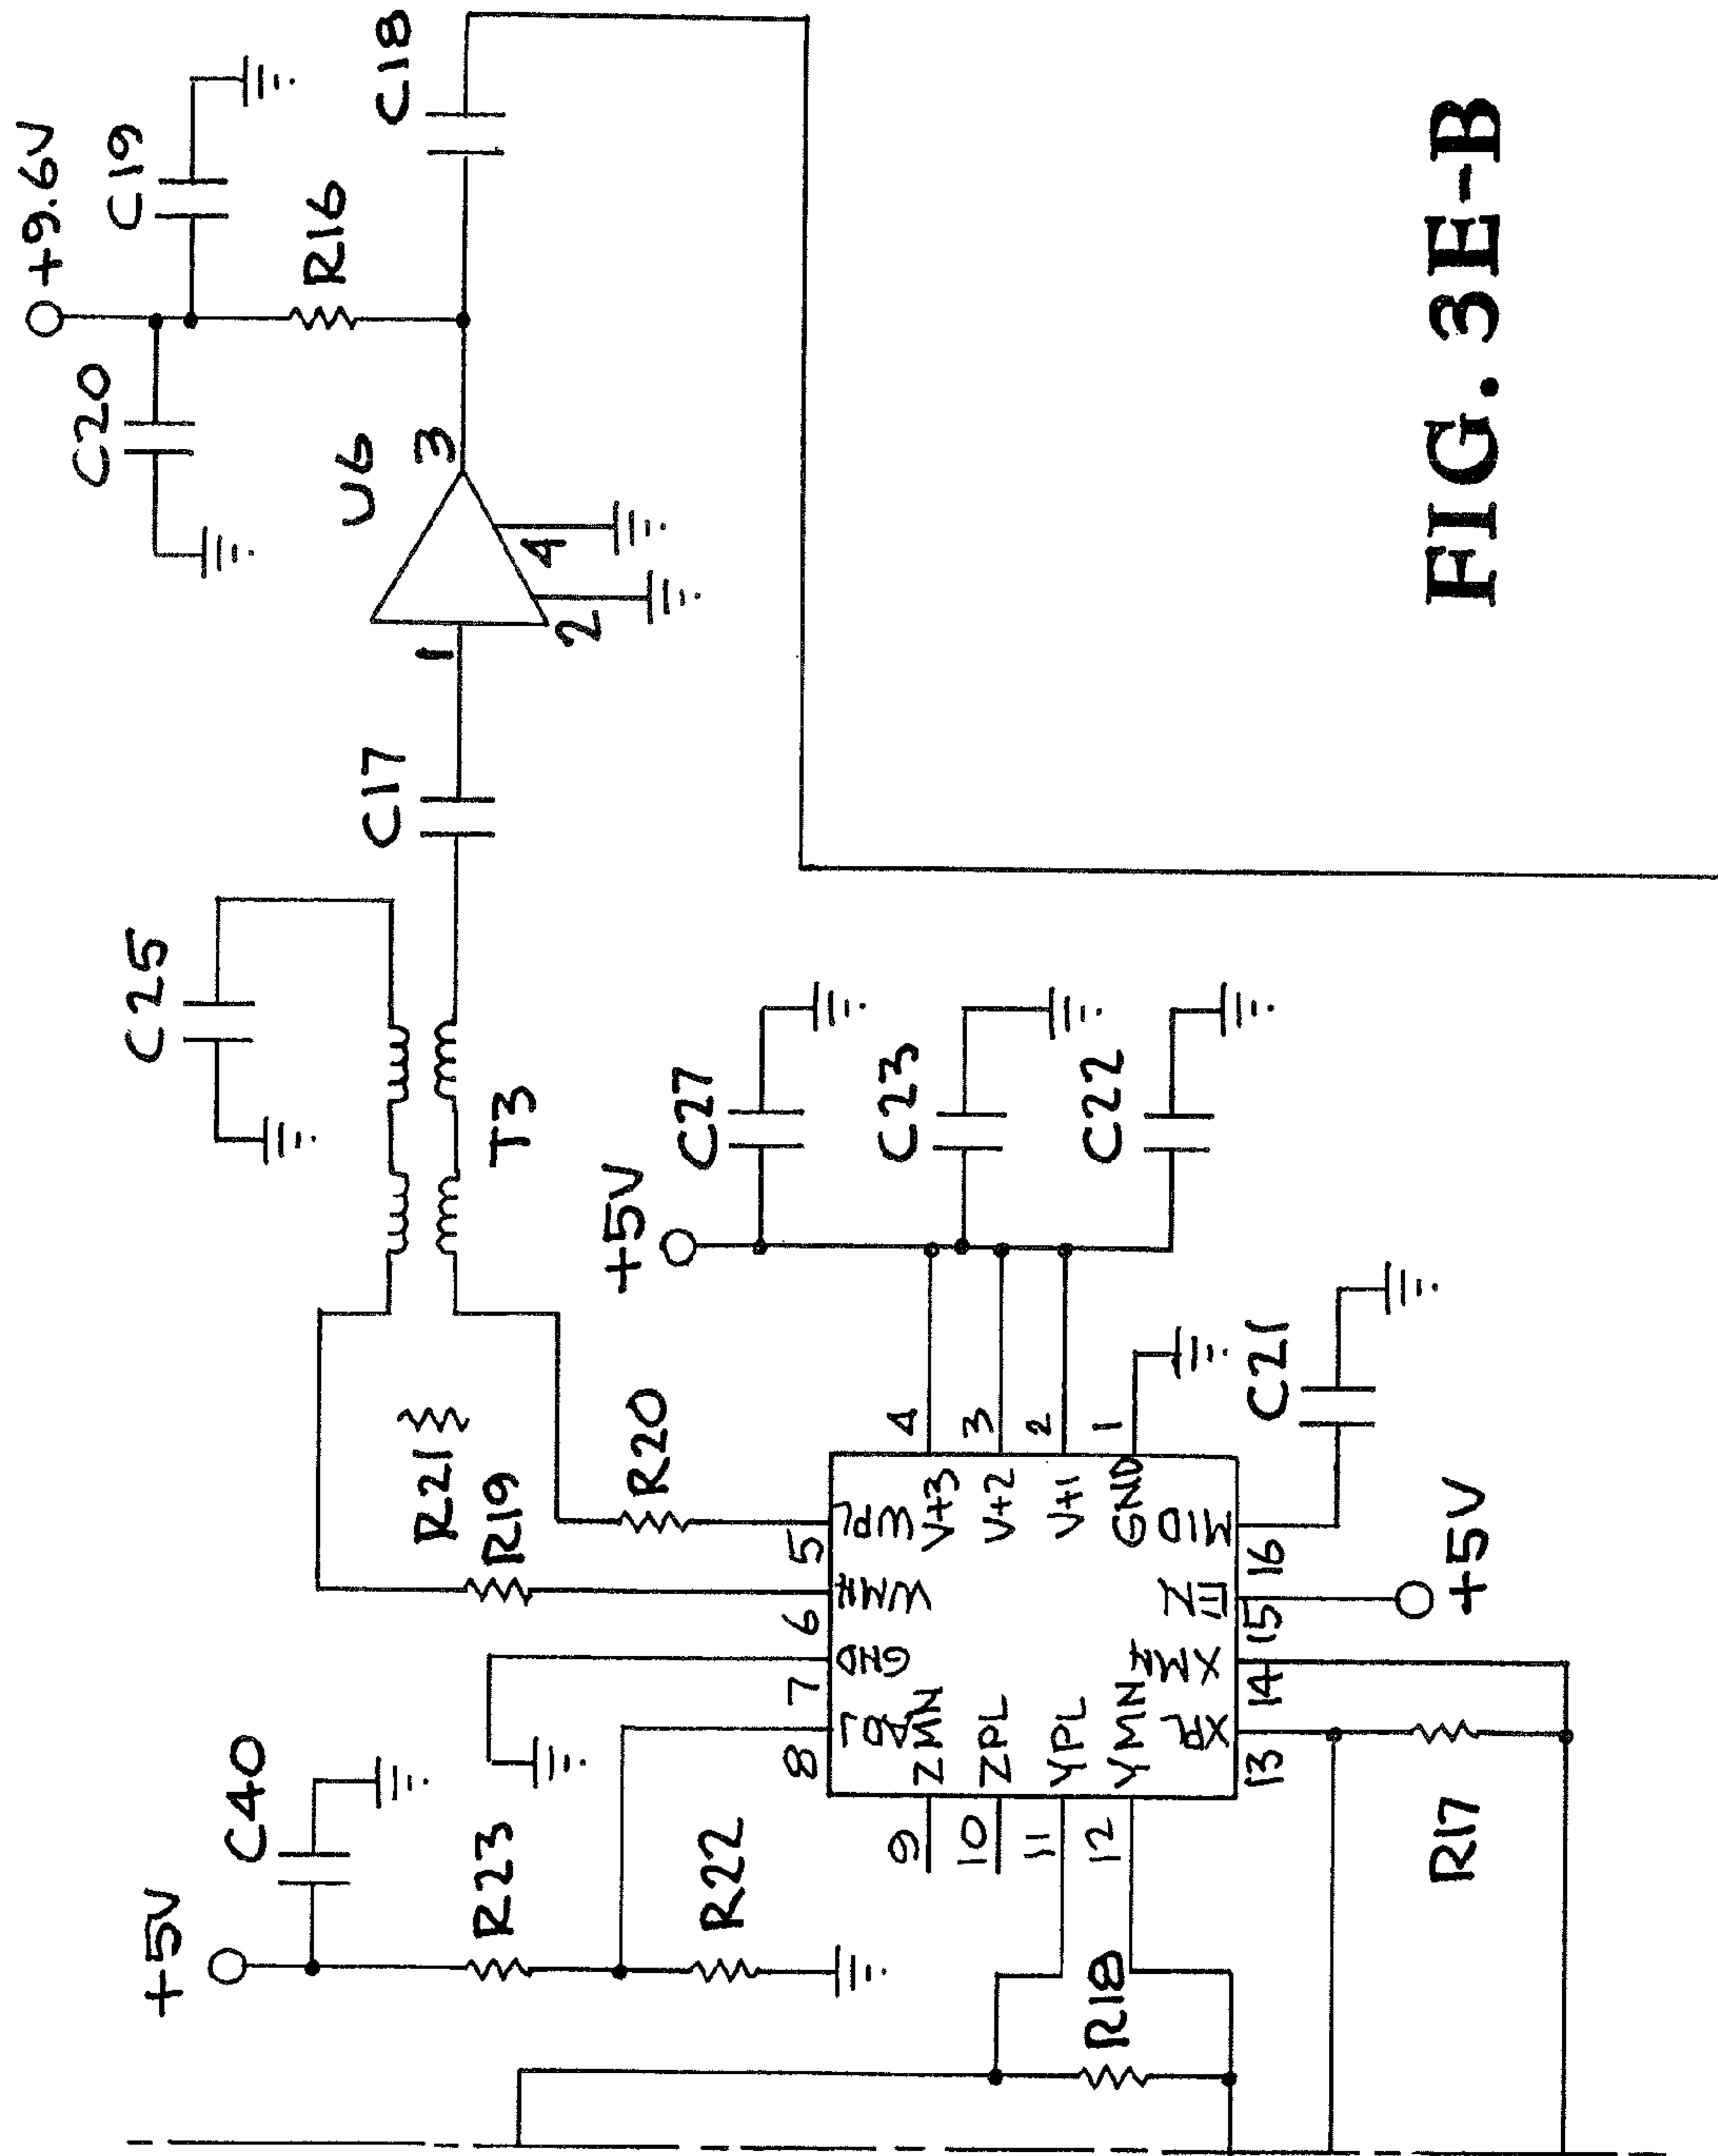 +9.6V
C20
C19
+5V
C25
C40
R16
U6
C17
C18
1
3
R21
R23
R19
T3
4
2
+5V
R20
C27
R22
8
7
6
5
ADJ
GND
WMN
WPL
9
ZMN
V+3
4
C23
10
ZPL
V+2
3
11
YPL
V+1
2
C22
R18
12
YMN
GND
1
XPL
XMN
EN
MID
13
14
15
16
C21
R17
+5V
FIG. 3E-B